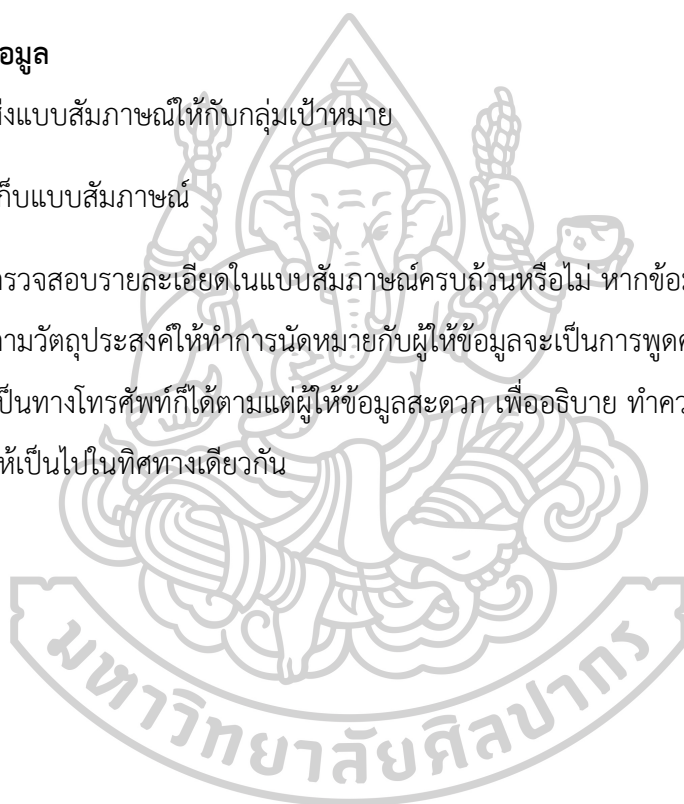 อมูล
ส่งแบบสัมภาษณ์ให้กับกลุ่มเป้าหมาย
ก็บแบบสัมภาษณ์
รวจสอบรายละเอียดในแบบสัมภาษณ์ครบถ้วนหรือไม่ หากข้อ
ามวัตถุประสงค์ให้ทำการนัดหมายกับผู้ให้ข้อมูลจะเป็นการพูด
ป็นทางโทรศัพท์ก็ได้ตามแต่ผู้ให้ข้อมูลสะดวก เพื่ออธิบาย ทำคว
ห้เป็นไปในทิศทางเดียวกัน
มหาวิทยาลัยศิลปากร